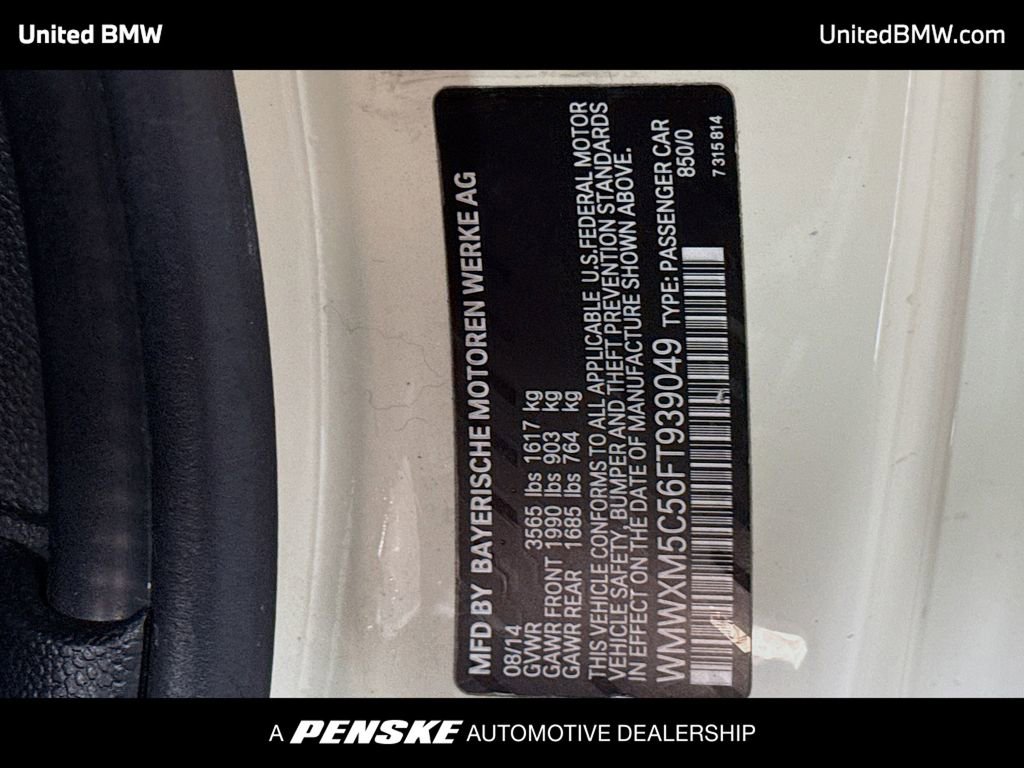 United BMW
UnitedBMW.com
MFD BY BAYERISCHE MOTOREN WERKE AG
08/14
GVWR 3565 lbs 1617 kg
GAWR FRONT 1990 lbs 903 kg
GAWR REAR 1685 lbs 764 kg
THIS VEHICLE CONFORMS TO ALL APPLICABLE U.S.FEDERAL MOTOR
VEHICLE SAFETY, BUMPER AND THEFT PREVENTION STANDARDS
IN EFFECT ON THE DATE OF MANUFACTURE SHOWN ABOVE.
WMWXM5C56FT939049 TYPE: PASSENGER CAR
850/0
7 315 814
A PENSKE AUTOMOTIVE DEALERSHIP